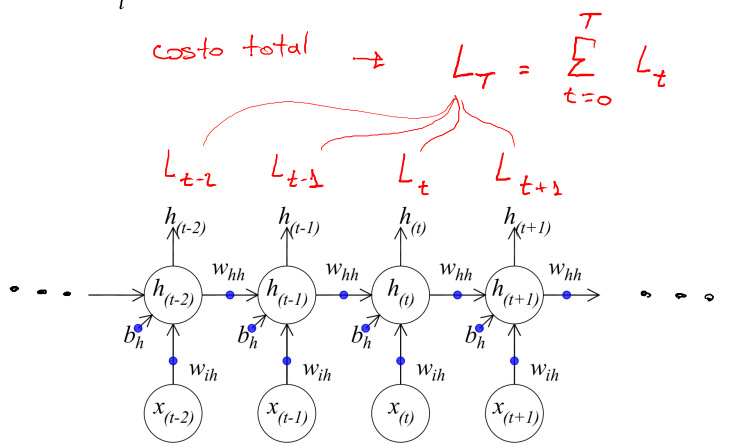 i
costo total → L_T = Σ_{t=0}^{T} L_t
L_{t-2} L_{t-1} L_t L_{t+1}
h_(t-2) h_(t-1) h_(t) h_(t+1)
w_hh w_hh w_hh w_hh
h_(t-2) h_(t-1) h_(t) h_(t+1)
b_h b_h b_h b_h
w_ih w_ih w_ih w_ih
x_(t-2) x_(t-1) x_(t) x_(t+1)